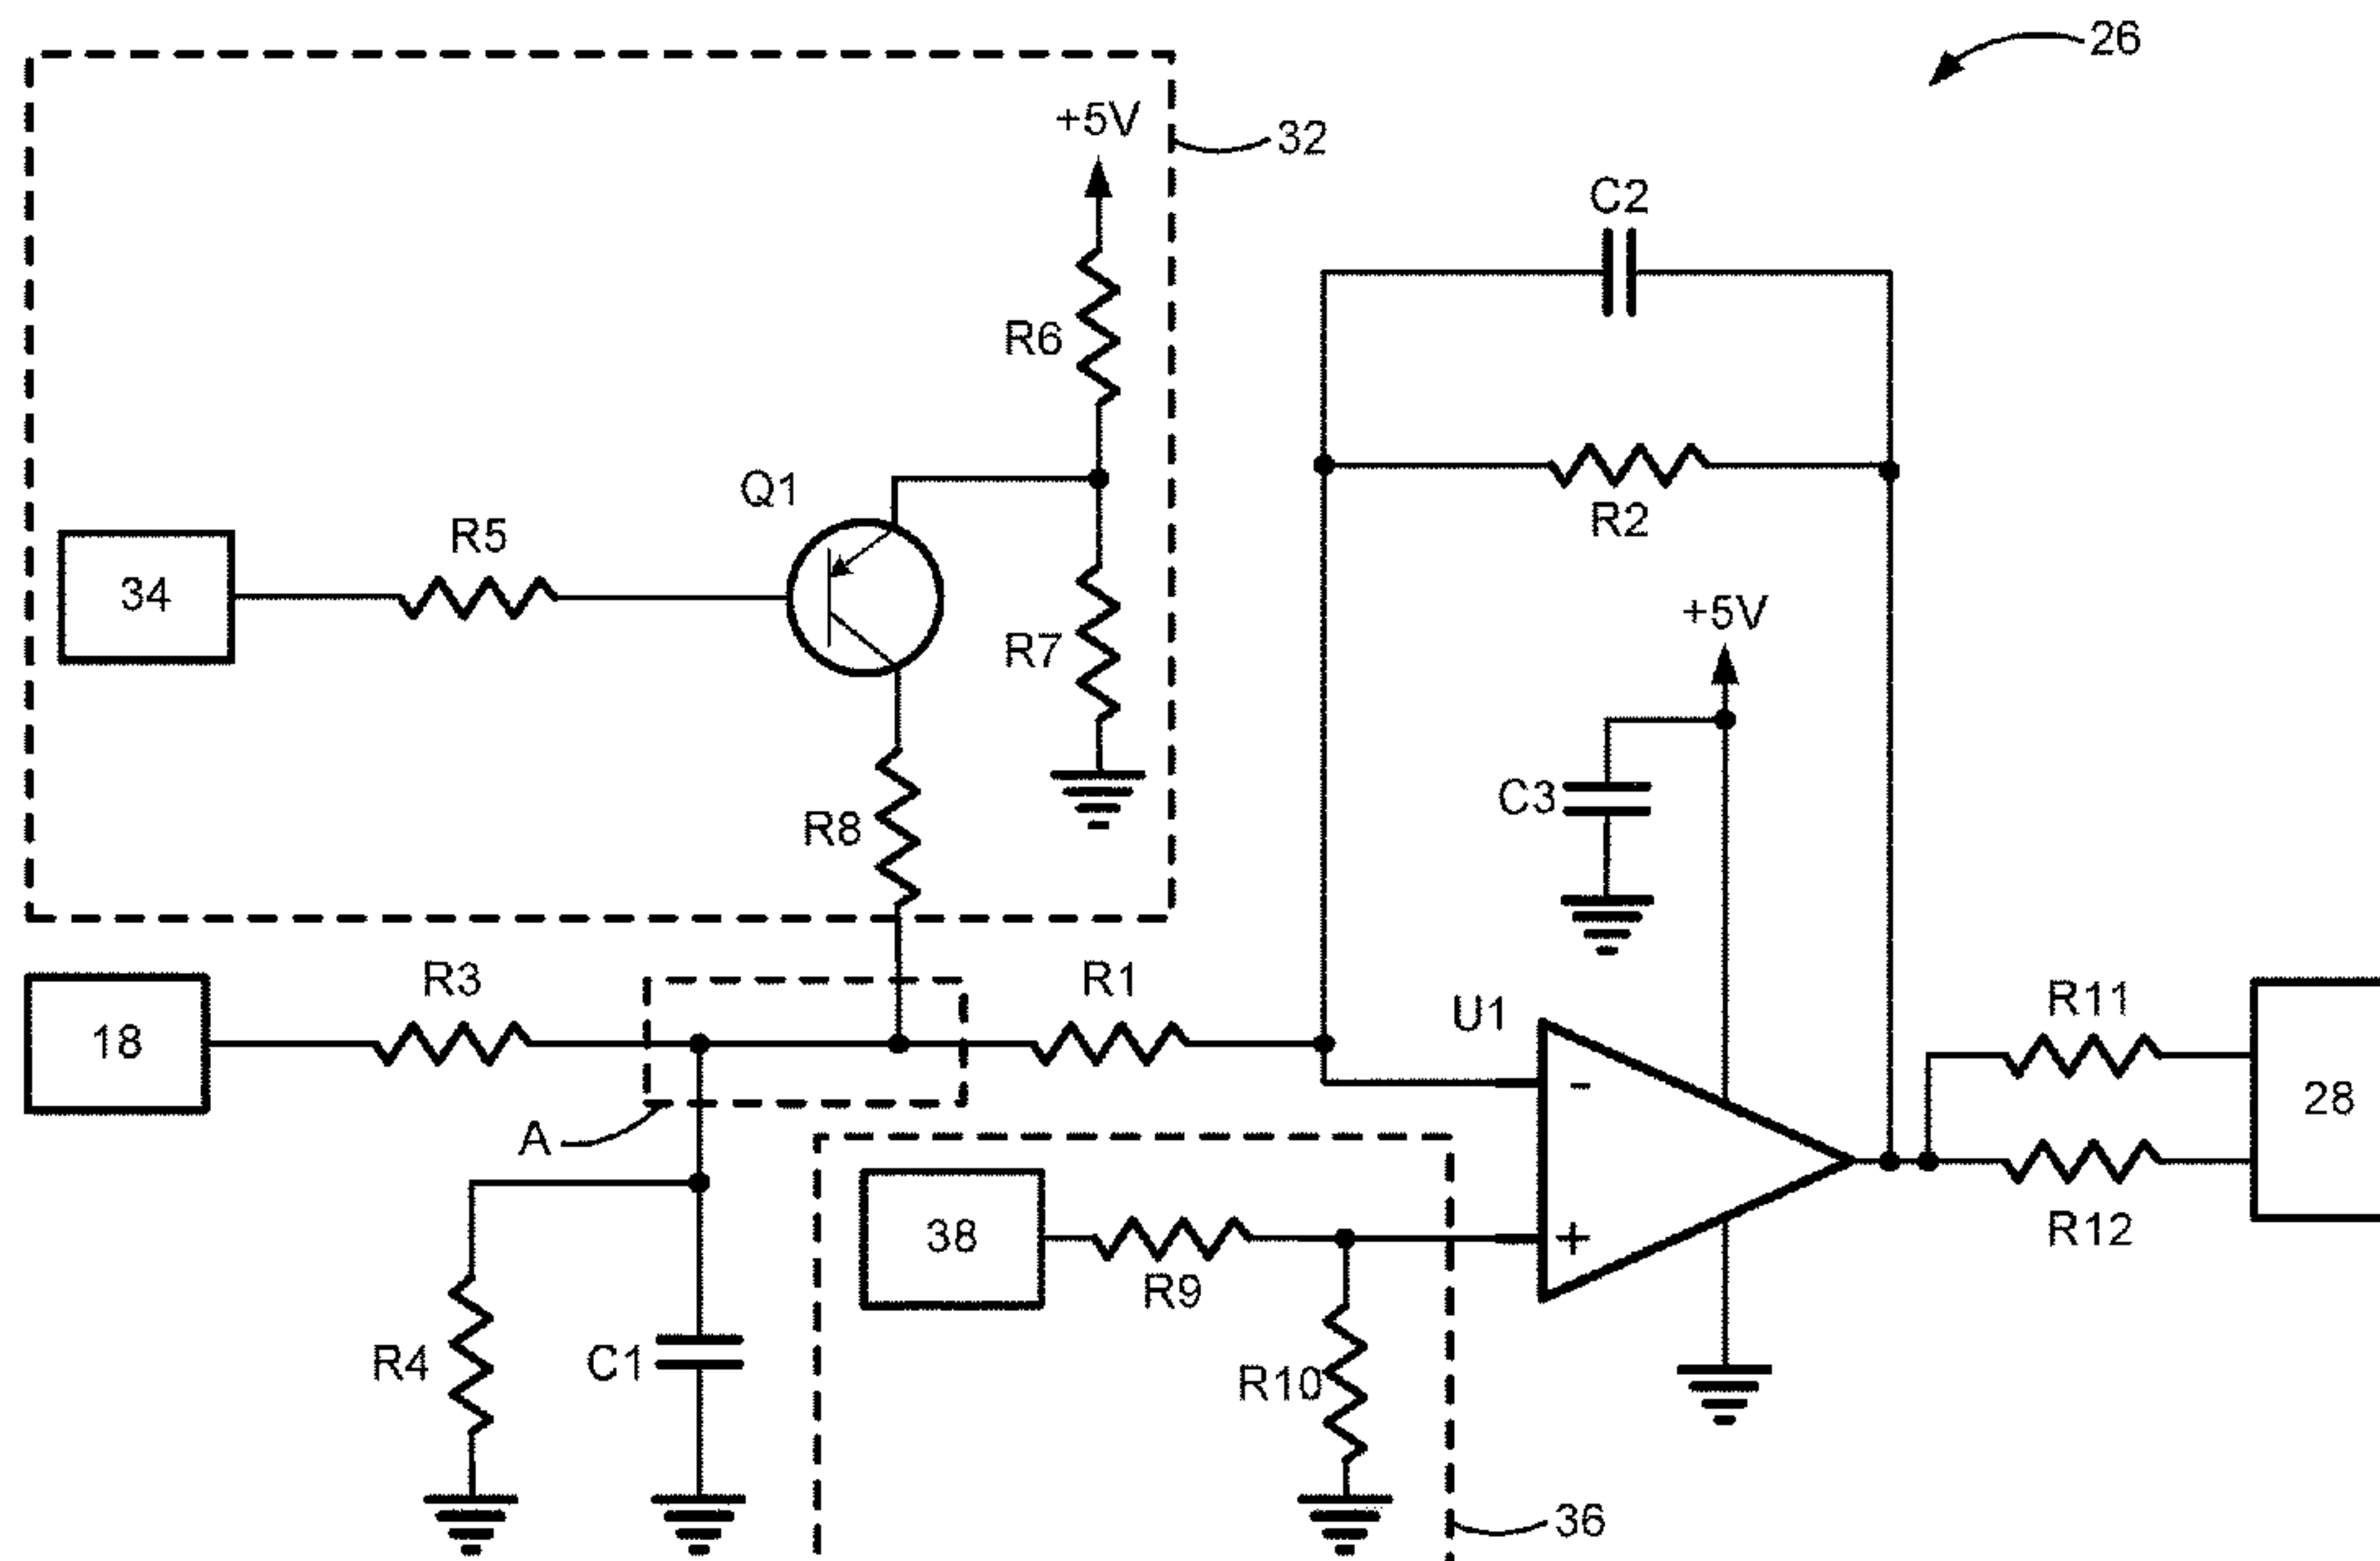 26
+5V
32
C2
R6
Q1
R5
R2
34
+5V
R7
C3
R8
R3
R1
R11
U1
18
-
28
A
38
+
R12
R9
R4
C1
R10
36